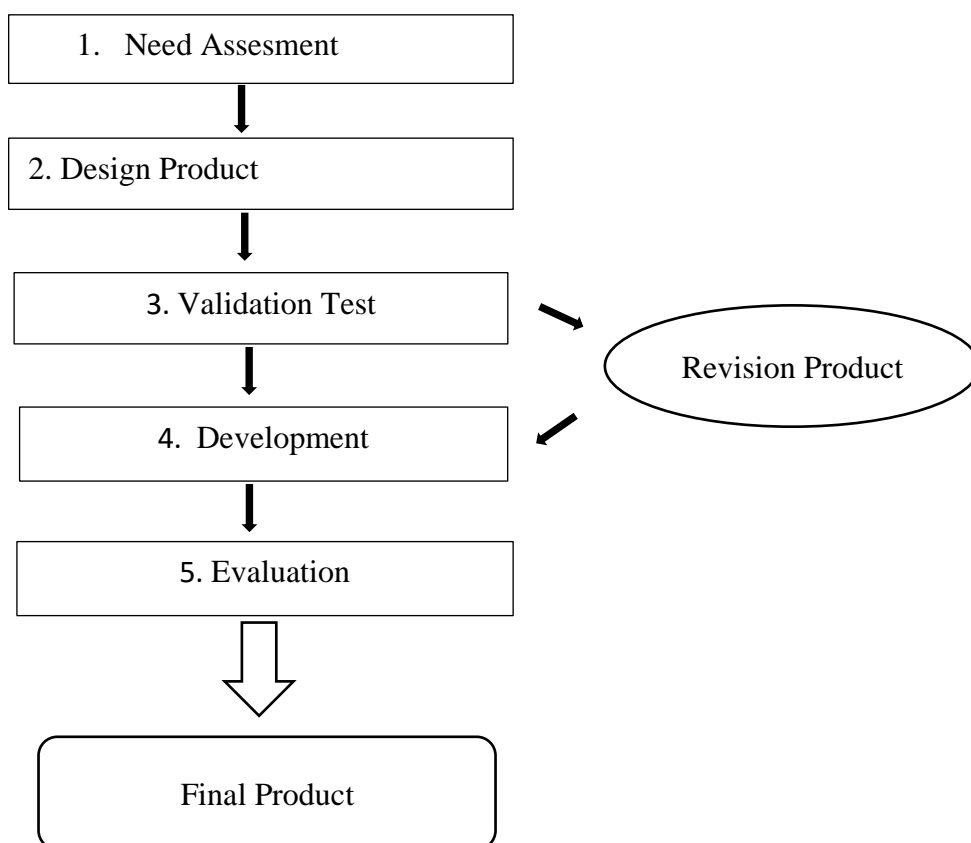 1. Need Assesment
2. Design Product
3. Validation Test
Revision Product
4. Development
5. Evaluation
Final Product